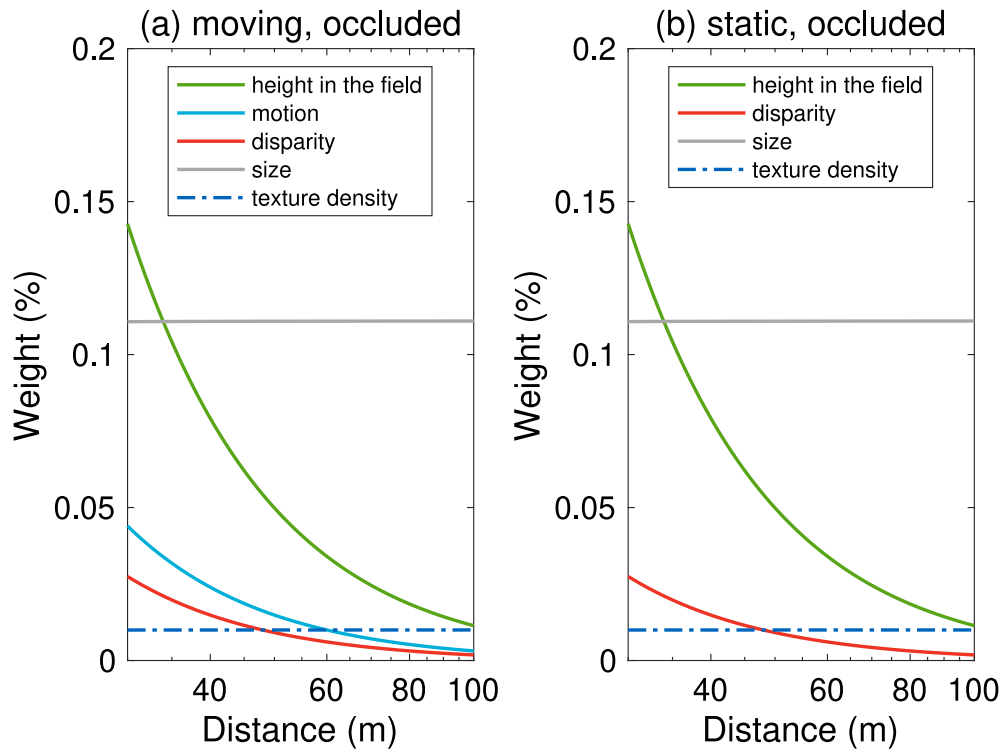 (a) moving, occluded
0.2
0.15
0.1
0.05
0
Weight (%)
height in the field
motion
disparity
size
texture density
40
60
80
100
Distance (m)
(b) static, occluded
0.2
0.15
0.1
0.05
0
Weight (%)
height in the field
disparity
size
texture density
40
60
80
100
Distance (m)